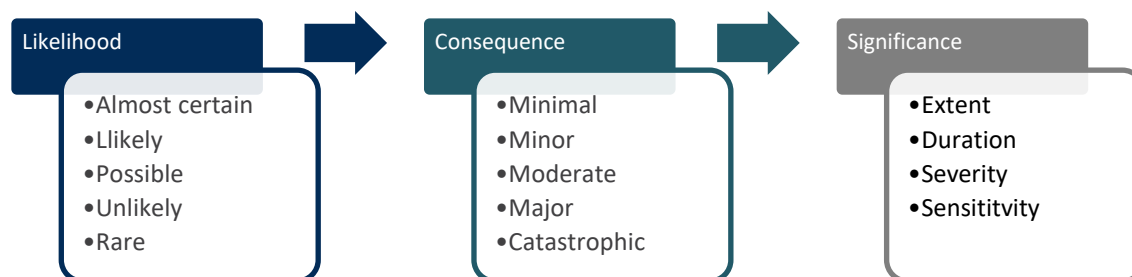 Likelihood
•Almost certain
•Llikely
•Possible
•Unlikely
•Rare
Consequence
•Minimal
•Minor
•Moderate
•Major
•Catastrophic
Significance
•Extent
•Duration
•Severity
•Sensititvity